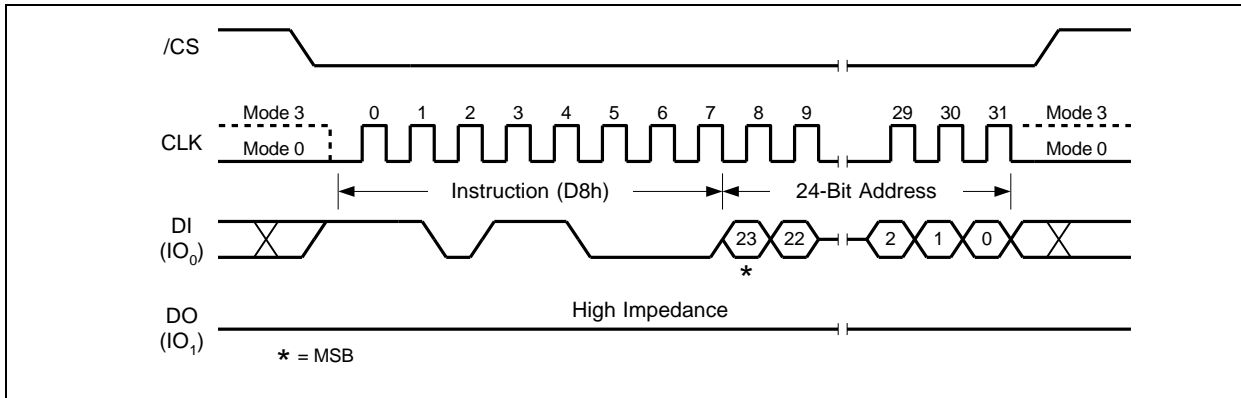 /CS
Mode 3 0 1 2 3 4 5 6 7 8 9 29 30 31 Mode 3
CLK
Mode 0 Mode 0
Instruction (D8h) 24-Bit Address
DI
(IO0)
23 22 2 1 0
*
High Impedance
DO
(IO1)
* = MSB